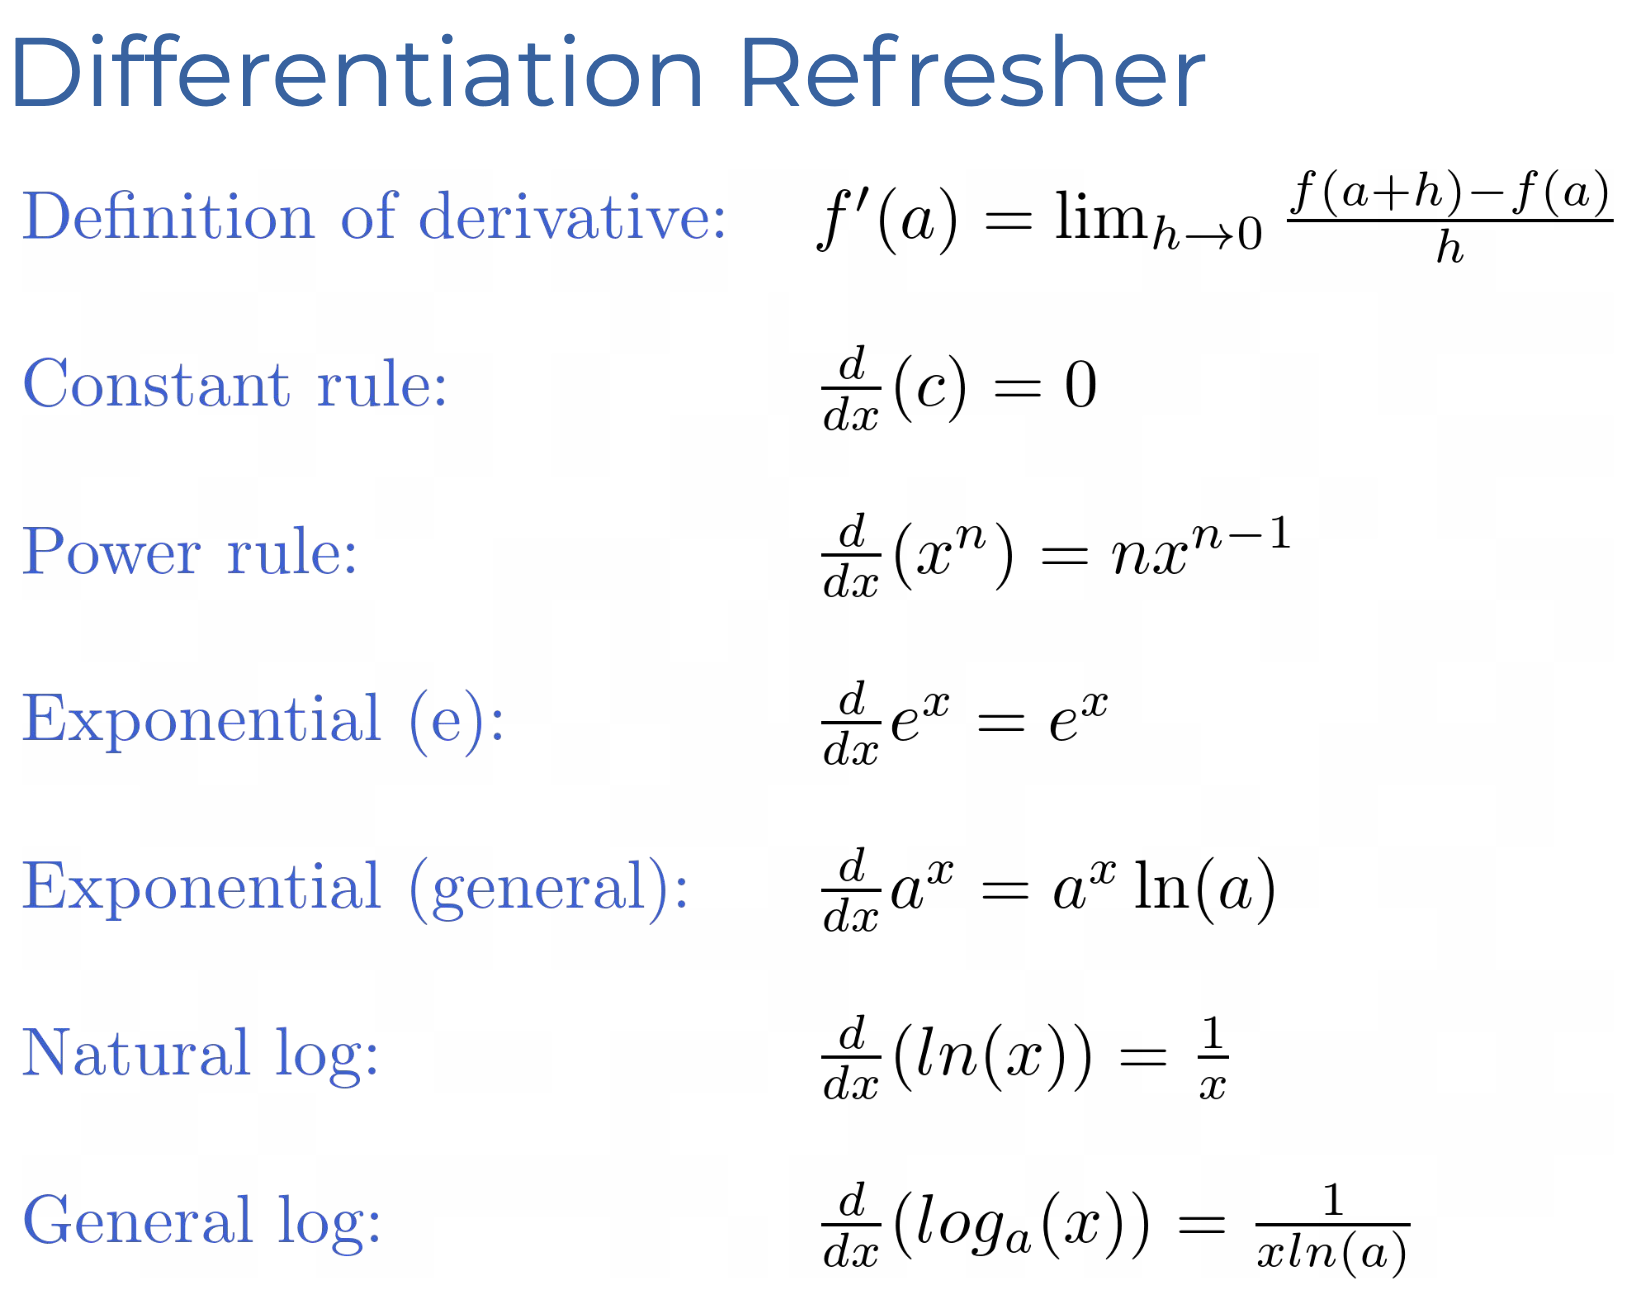 Differentiation Refresher
Definition of derivative: f′(a) = lim_{h→0} \frac{f(a+h)−f(a)}{h}
Constant rule: \frac{d}{dx}(c) = 0
Power rule: \frac{d}{dx}(x^n) = nx^{n−1}
Exponential (e): \frac{d}{dx}e^x = e^x
Exponential (general): \frac{d}{dx}a^x = a^x ln(a)
Natural log: \frac{d}{dx}(ln(x)) = \frac{1}{x}
General log: \frac{d}{dx}(log_a(x)) = \frac{1}{xln(a)}